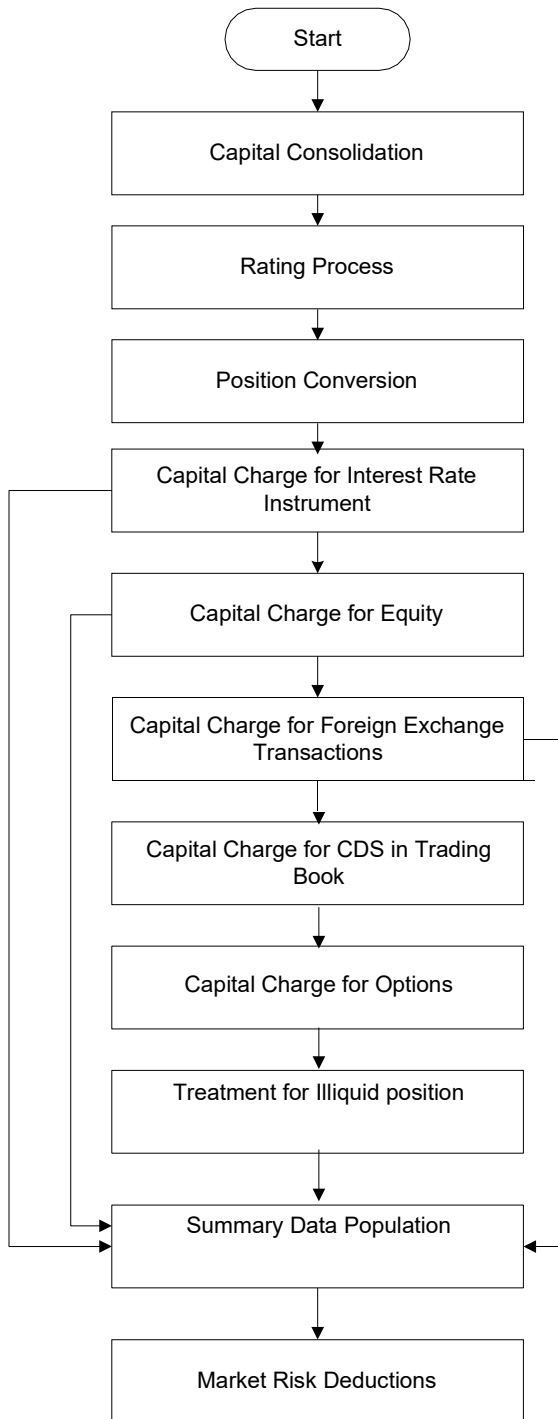 Start
Capital Consolidation
Rating Process
Position Conversion
Capital Charge for Interest Rate
Instrument
Capital Charge for Equity
Capital Charge for Foreign Exchange
Transactions
Capital Charge for CDS in Trading
Book
Capital Charge for Options
Treatment for Illiquid position
Summary Data Population
Market Risk Deductions